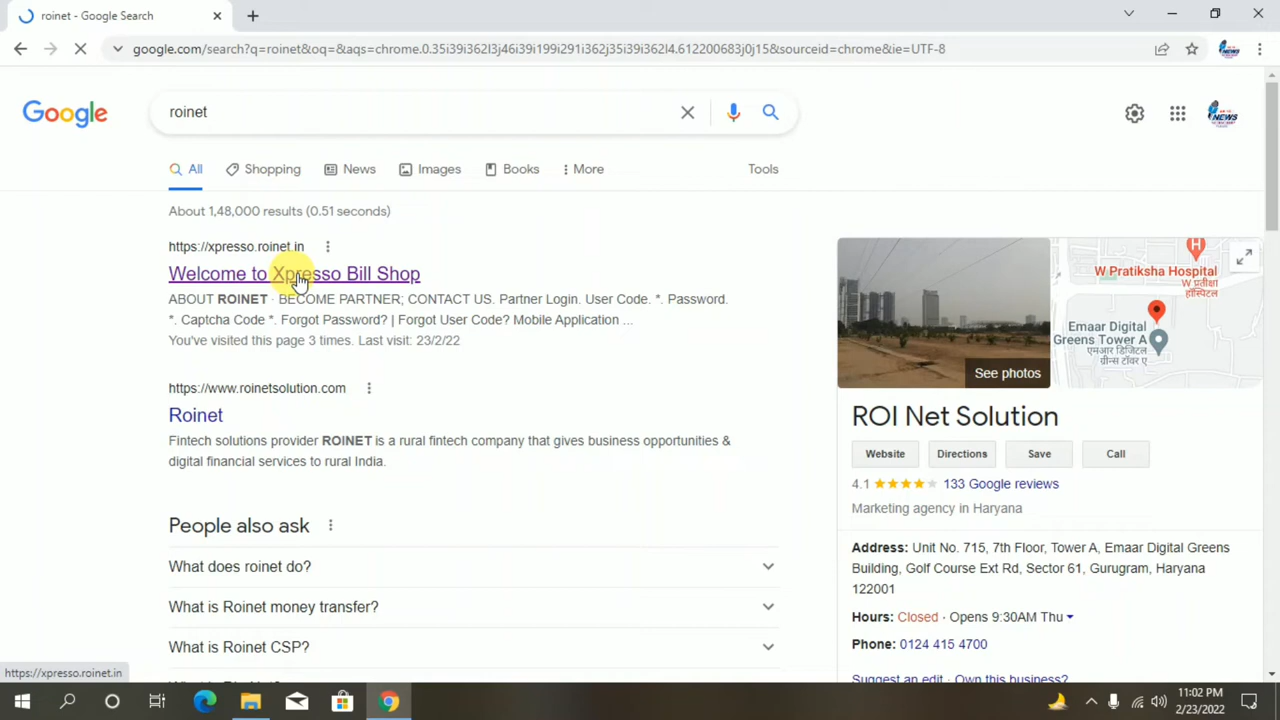 roinet - Google Search
google.com/search?q=roinet&oq=&aqs=chrome.0.35i39i362l3j46i39i199i291i362j35i39i362l4.612200683j0j15&sourceid=chrome&ie=UTF-8
Google
roinet
NEWS
All
Shopping
News
Images
Books
More
Tools
About 1,48,000 results (0.51 seconds)
https://xpresso.roinet.in
Welcome to Xpresso Bill Shop
ABOUT ROINET · BECOME PARTNER; CONTACT US. Partner Login. User Code. *. Password.
*. Captcha Code *. Forgot Password? | Forgot User Code? Mobile Application ...
You've visited this page 3 times. Last visit: 23/2/22
https://www.roinetsolution.com
Roinet
Fintech solutions provider ROINET is a rural fintech company that gives business opportunities &
digital financial services to rural India.
People also ask
What does roinet do?
What is Roinet money transfer?
What is Roinet CSP?
W Pratiksha Hospital
हॉस्पिटल
Emaar Digital
Greens Tower A
एमआर डिजिटल
ग्रीन्स टॉवर ए
See photos
ROI Net Solution
Website
Directions
Save
Call
4.1
133 Google reviews
Marketing agency in Haryana
Address: Unit No. 715, 7th Floor, Tower A, Emaar Digital Greens
Building, Golf Course Ext Rd, Sector 61, Gurugram, Haryana
122001
Hours: Closed · Opens 9:30AM Thu
Phone: 0124 415 4700
Suggest an edit · Own this business?
https://xpresso.roinet.in
11:02 PM
2/23/2022